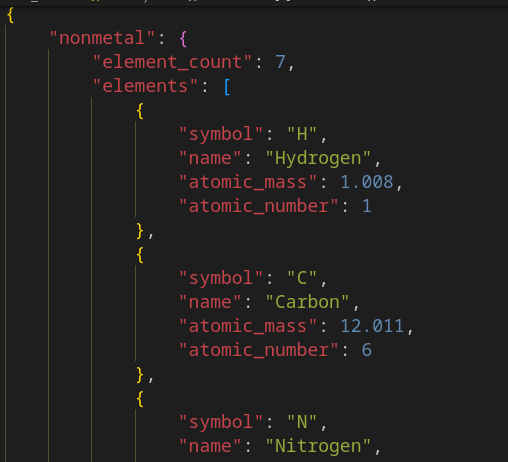 {
    "nonmetal": {
        "element_count": 7,
        "elements": [
            {
                "symbol": "H",
                "name": "Hydrogen",
                "atomic_mass": 1.008,
                "atomic_number": 1
            },
            {
                "symbol": "C",
                "name": "Carbon",
                "atomic_mass": 12.011,
                "atomic_number": 6
            },
            {
                "symbol": "N",
                "name": "Nitrogen",